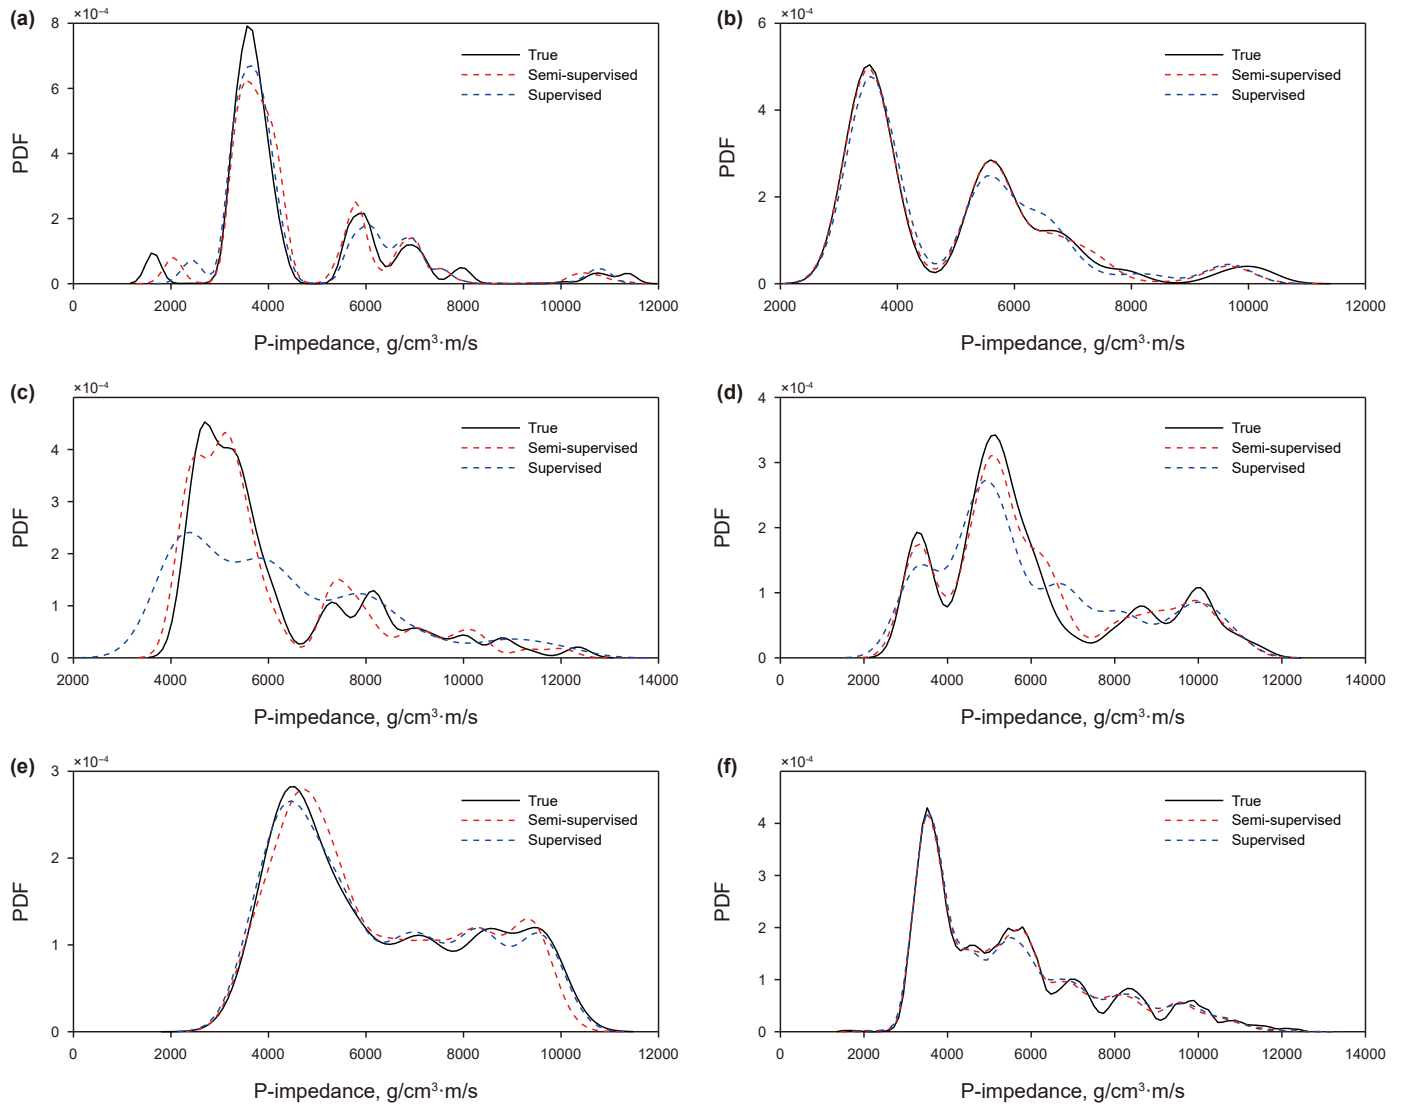 (a)
×10⁻⁴
8
6
4
2
0
PDF
True
Semi-supervised
Supervised
0 2000 4000 6000 8000 10000 12000
P-impedance, g/cm³·m/s
(b)
×10⁻⁴
6
4
2
0
PDF
True
Semi-supervised
Supervised
2000 4000 6000 8000 10000 12000
P-impedance, g/cm³·m/s
(c)
×10⁻⁴
4
3
2
1
0
PDF
True
Semi-supervised
Supervised
2000 4000 6000 8000 10000 12000 14000
P-impedance, g/cm³·m/s
(d)
×10⁻⁴
4
3
2
1
0
PDF
True
Semi-supervised
Supervised
0 2000 4000 6000 8000 10000 12000 14000
P-impedance, g/cm³·m/s
(e)
×10⁻⁴
3
2
1
0
PDF
True
Semi-supervised
Supervised
0 2000 4000 6000 8000 10000 12000
P-impedance, g/cm³·m/s
(f)
×10⁻⁴
4
3
2
1
0
PDF
True
Semi-supervised
Supervised
0 2000 4000 6000 8000 10000 12000 14000
P-impedance, g/cm³·m/s